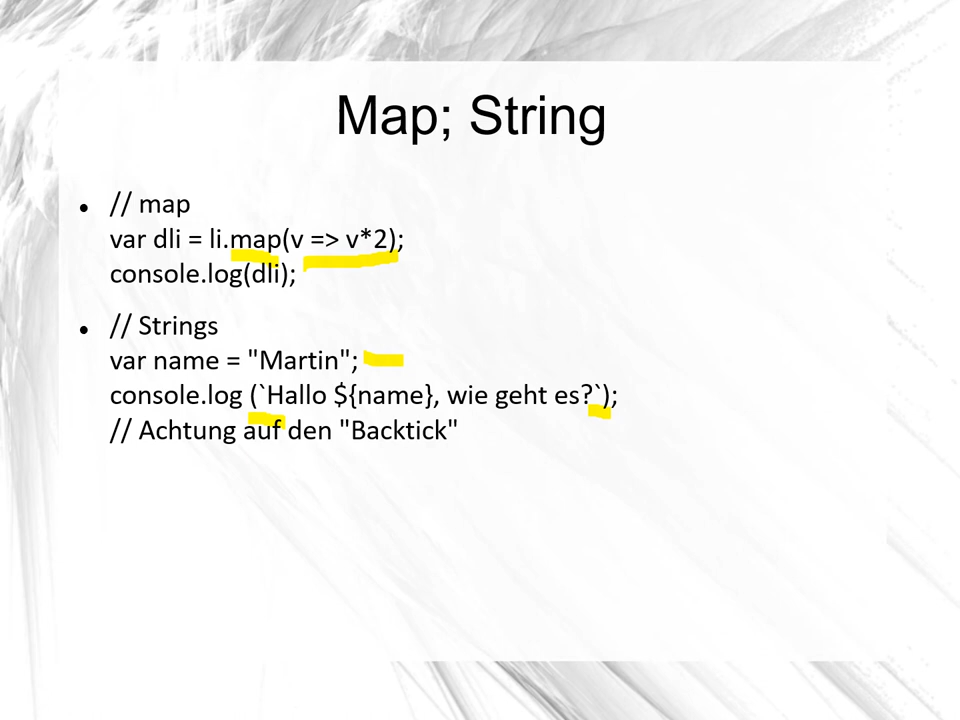 Map; String
• // map
var dli = li.map(v => v*2);
console.log(dli);
• // Strings
var name = "Martin";
console.log (`Hallo ${name}, wie geht es?`);
// Achtung auf den "Backtick"